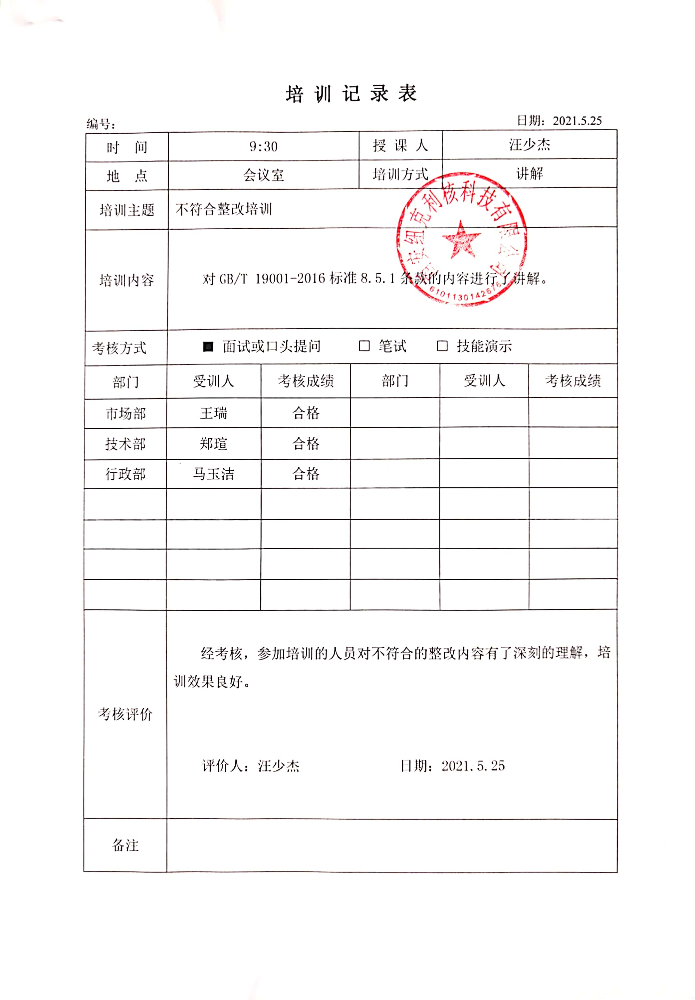 培训记录表
编号：
日期：2021.5.25
时 间 9:30 授 课 人 汪少杰
地 点 会议室 培训方式 讲解
培训主题 不符合整改培训
西安纽克利核科技有限公司
6101130142676
培训内容 对 GB/T 19001-2016 标准 8.5.1 条款的内容进行了讲解。
考核方式 ■ 面试或口头提问 □ 笔试 □ 技能演示
部门 受训人 考核成绩 部门 受训人 考核成绩
市场部 王瑞 合格
技术部 郑瑄 合格
行政部 马玉洁 合格
经考核，参加培训的人员对不符合的整改内容有了深刻的理解，培
训效果良好。
考核评价
评价人：汪少杰 日期：2021.5.25
备注